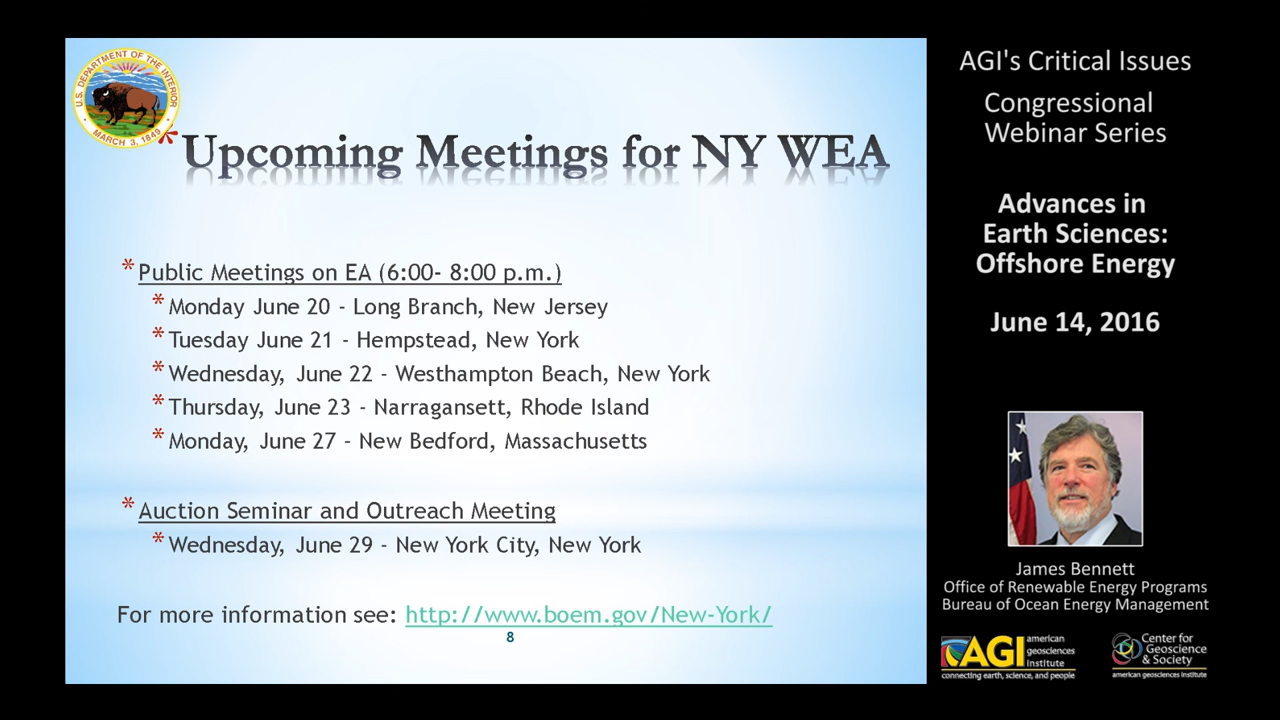 U.S. DEPARTMENT OF THE INTERIOR
MARCH 3, 1849
* Upcoming Meetings for NY WEA
* Public Meetings on EA (6:00- 8:00 p.m.)
* Monday June 20 - Long Branch, New Jersey
* Tuesday June 21 - Hempstead, New York
* Wednesday, June 22 - Westhampton Beach, New York
* Thursday, June 23 - Narragansett, Rhode Island
* Monday, June 27 - New Bedford, Massachusetts
* Auction Seminar and Outreach Meeting
* Wednesday, June 29 - New York City, New York
For more information see: http://www.boem.gov/New-York/
8
AGI's Critical Issues
Congressional
Webinar Series
Advances in
Earth Sciences:
Offshore Energy
June 14, 2016
James Bennett
Office of Renewable Energy Programs
Bureau of Ocean Energy Management
AGI
american
geosciences
institute
connecting earth, science, and people
Center for
Geoscience
& Society
american geosciences institute